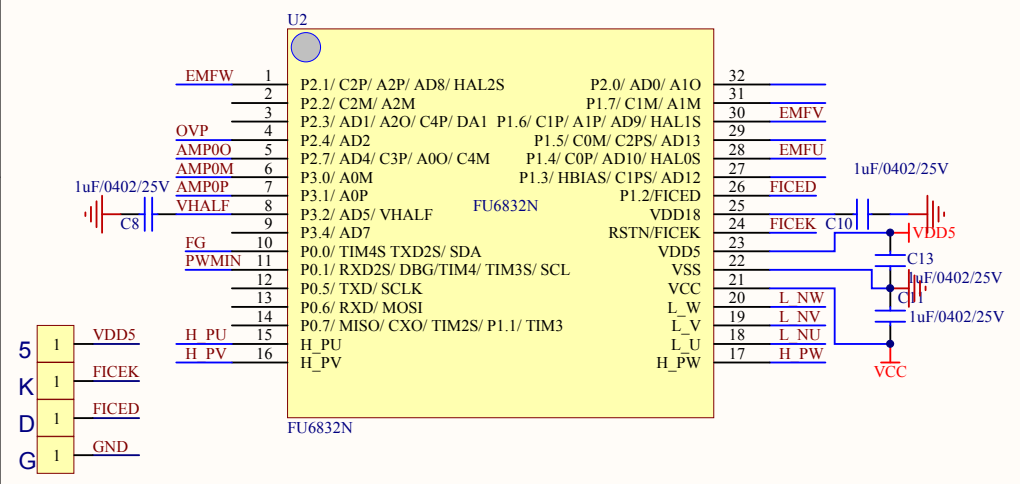 U2
EMFW 1 P2.1/ C2P/ A2P/ AD8/ HAL2S P2.0/ AD0/ A1O 32
2 P2.2/ C2M/ A2M P1.7/ C1M/ A1M 31
3 P2.3/ AD1/ A2O/ C4P/ DA1 P1.6/ C1P/ A1P/ AD9/ HAL1S 30 EMFV
OVP 4 P2.4/ AD2 P1.5/ C0M/ C2PS/ AD13 29
AMP0O 5 P2.7/ AD4/ C3P/ A0O/ C4M P1.4/ C0P/ AD10/ HAL0S 28 EMFU
AMP0M 6 P3.0/ A0M P1.3/ HBIAS/ C1PS/ AD12 27
1uF/0402/25V AMP0P 7 P3.1/ A0P P1.2/FICED 26 FICED 1uF/0402/25V
C8 VHALF 8 P3.2/ AD5/ VHALF FU6832N VDD18 25 C10
9 P3.4/ AD7 RSTN/FICEK 24 FICEK VDD5
FG 10 P0.0/ TIM4S TXD2S/ SDA VDD5 23 C13
PWMIN 11 P0.1/ RXD2S/ DBG/TIM4/ TIM3S/ SCL VSS 22 1uF/0402/25V
12 P0.5/ TXD/ SCLK VCC 21 C11
13 P0.6/ RXD/ MOSI L_W 20 L_NW 1uF/0402/25V
14 P0.7/ MISO/ CXO/ TIM2S/ P1.1/ TIM3 L_V 19 L_NV
H_PU 15 H_PU L_U 18 L_NU
H_PV 16 H_PV H_PW 17 H_PW VCC
FU6832N
5 1 VDD5
K 1 FICEK
D 1 FICED
G 1 GND